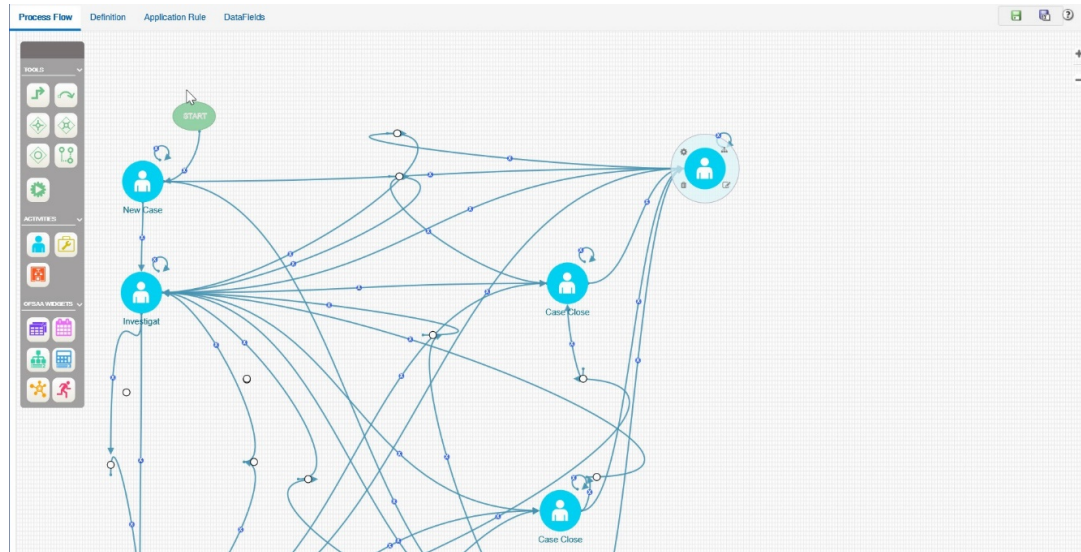 Process Flow Definition Application Rule DataFields
TOOLS
START
New Case
ACTIVITIES
OFSAA WIDGETS
Investigat
Case Close
Case Close